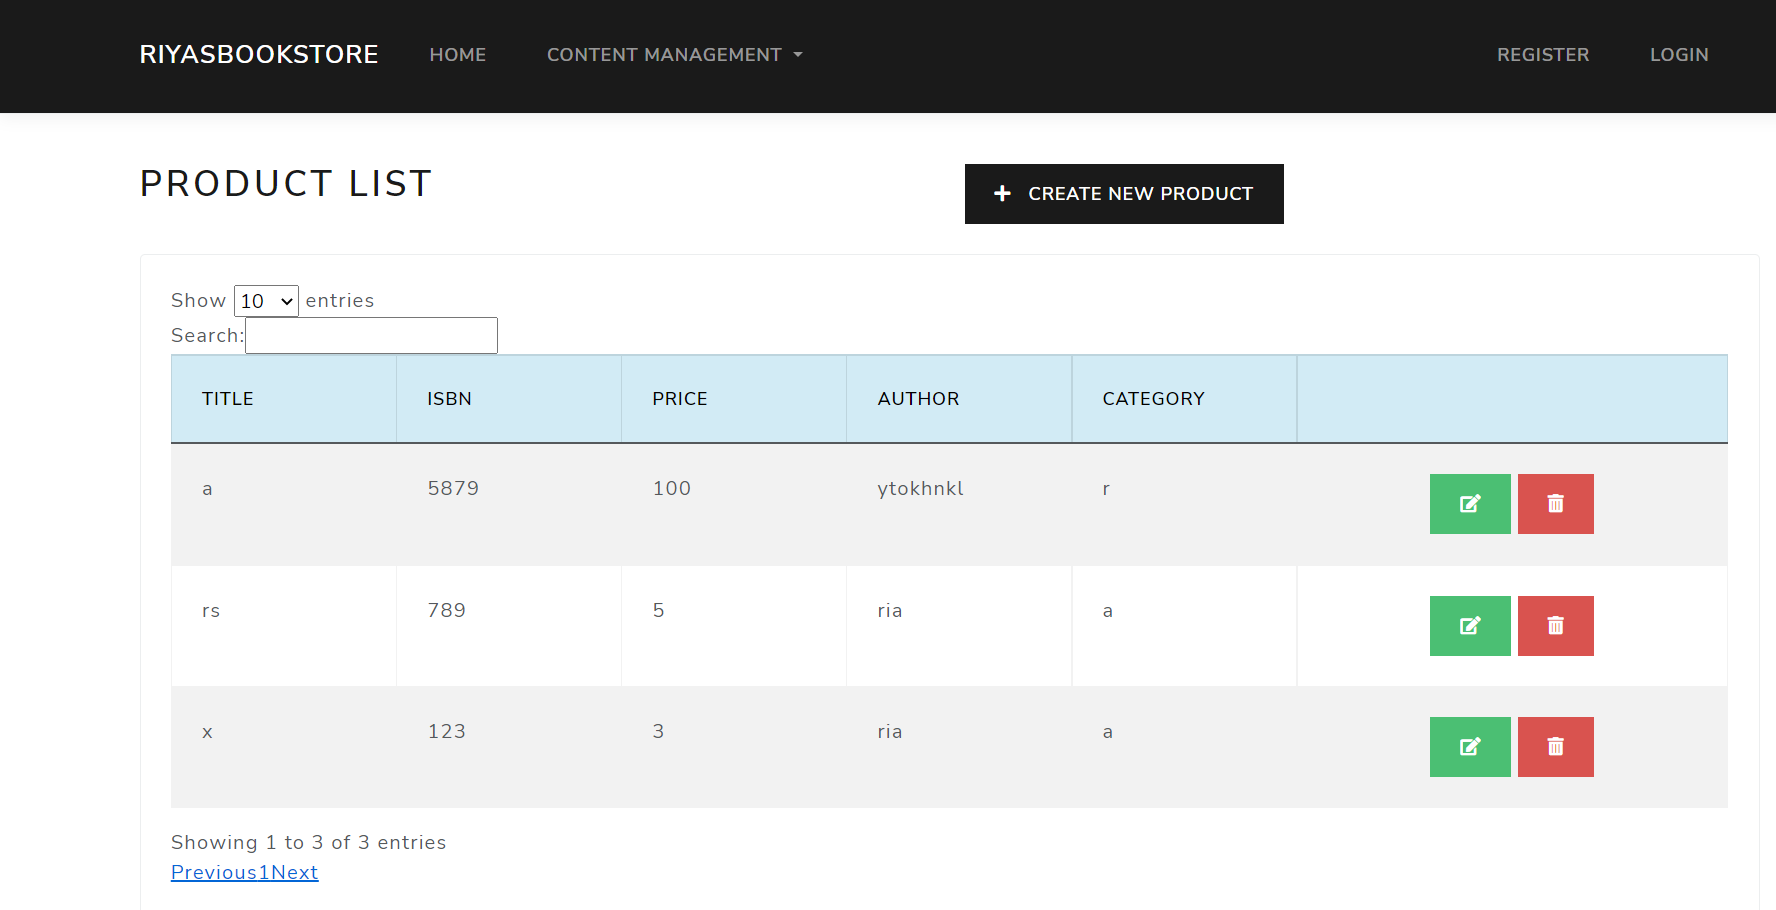 RIYASBOOKSTORE HOME CONTENT MANAGEMENT REGISTER LOGIN
PRODUCT LIST
CREATE NEW PRODUCT
Show 10 entries
Search:
TITLE ISBN PRICE AUTHOR CATEGORY
a 5879 100 ytokhnkl r
rs 789 5 ria a
x 123 3 ria a
Showing 1 to 3 of 3 entries
Previous1Next